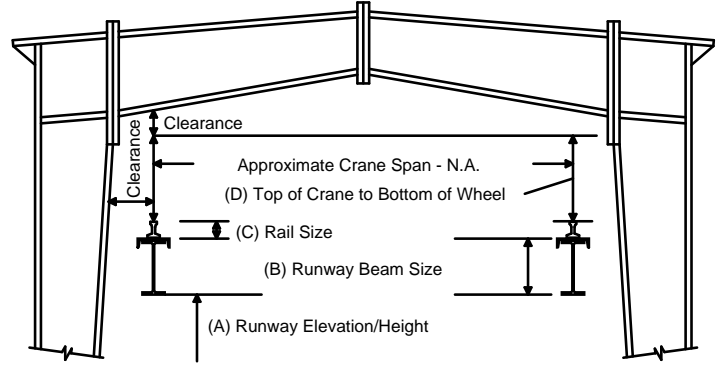 Clearance
Clearance
Approximate Crane Span - N.A.
(D) Top of Crane to Bottom of Wheel
(C) Rail Size
(B) Runway Beam Size
(A) Runway Elevation/Height